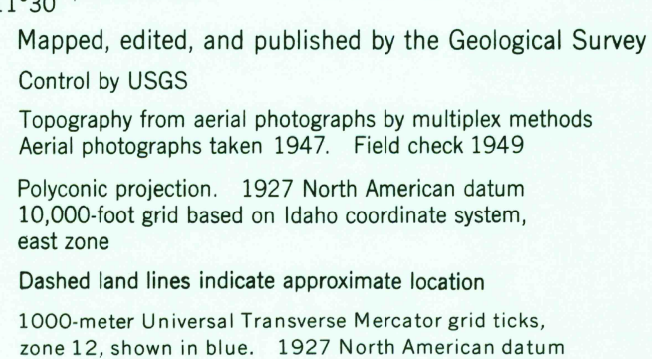 1°30'
Mapped, edited, and published by the Geological Survey
Control by USGS
Topography from aerial photographs by multiplex methods
Aerial photographs taken 1947. Field check 1949
Polyconic projection. 1927 North American datum
10,000-foot grid based on Idaho coordinate system,
east zone
Dashed land lines indicate approximate location
1000-meter Universal Transverse Mercator grid ticks,
zone 12, shown in blue. 1927 North American datum